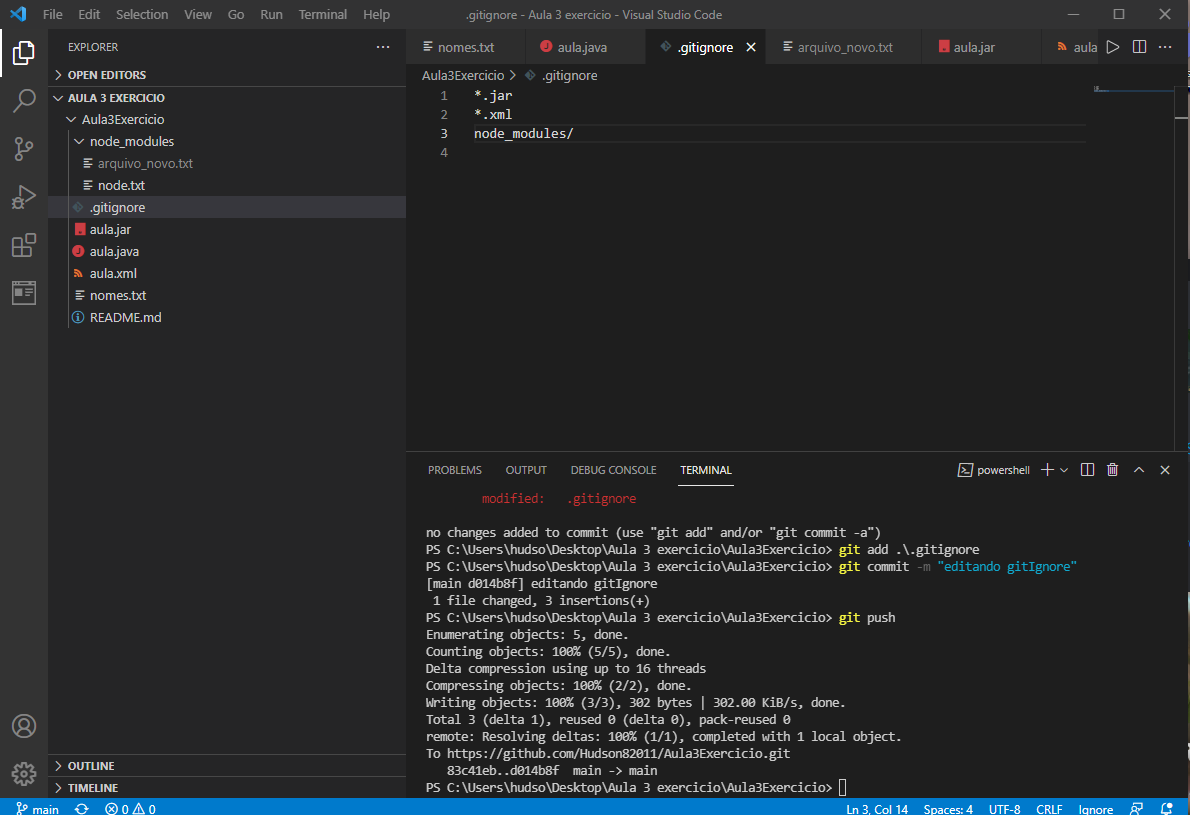 File Edit Selection View Go Run Terminal Help .gitignore - Aula 3 exercicio - Visual Studio Code
EXPLORER
OPEN EDITORS
AULA 3 EXERCICIO
Aula3Exercicio
node_modules
arquivo_novo.txt
node.txt
.gitignore
aula.jar
aula.java
aula.xml
nomes.txt
README.md
OUTLINE
TIMELINE
nomes.txt aula.java .gitignore arquivo_novo.txt aula.jar aula
Aula3Exercicio > .gitignore
1 *.jar
2 *.xml
3 node_modules/
4
PROBLEMS OUTPUT DEBUG CONSOLE TERMINAL powershell
modified: .gitignore
no changes added to commit (use "git add" and/or "git commit -a")
PS C:\Users\hudso\Desktop\Aula 3 exercicio\Aula3Exercicio> git add .\.gitignore
PS C:\Users\hudso\Desktop\Aula 3 exercicio\Aula3Exercicio> git commit -m "editando gitIgnore"
[main d014b8f] editando gitIgnore
1 file changed, 3 insertions(+)
PS C:\Users\hudso\Desktop\Aula 3 exercicio\Aula3Exercicio> git push
Enumerating objects: 5, done.
Counting objects: 100% (5/5), done.
Delta compression using up to 16 threads
Compressing objects: 100% (2/2), done.
Writing objects: 100% (3/3), 302 bytes | 302.00 KiB/s, done.
Total 3 (delta 1), reused 0 (delta 0), pack-reused 0
remote: Resolving deltas: 100% (1/1), completed with 1 local object.
To https://github.com/Hudson82011/Aula3Exercicio.git
83c41eb..d014b8f main -> main
PS C:\Users\hudso\Desktop\Aula 3 exercicio\Aula3Exercicio>
main 0 0 Ln 3, Col 14 Spaces: 4 UTF-8 CRLF Ignore